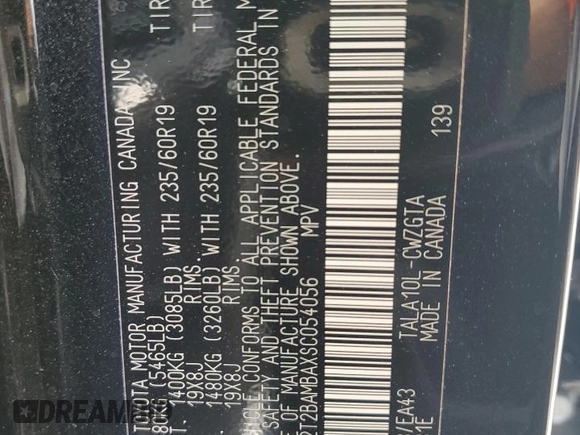 TOYOTA MOTOR MANUFACTURING CANADA INC TIR
(5465LB)
1400KG (3085LB) WITH 235/60R19 TIR
19X8J RIMS
1480KG (3260LB) WITH 235/60R19
19X8J RIMS
CONFORMS TO ALL APPLICABLE FEDERAL M
SAFETY AND THEFT PREVENTION STANDARDS IN
OF MANUFACTURE SHOWN ABOVE.
2T2BAMBAXSC054056 MPV
EA43 TALA10L-CWZGTA 139
MADE IN CANADA
DREAMBID